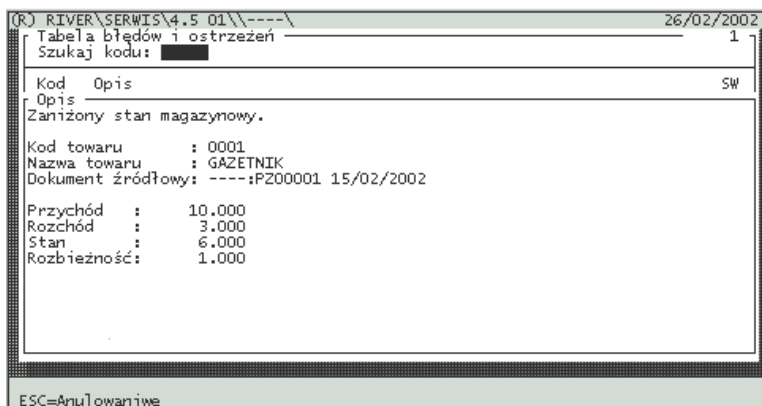 (R) RIVER\SERWIS\4.5 01\\----\ 26/02/2002
Tabela błędów i ostrzeżeń 1
Szukaj kodu:
Kod Opis SW
Opis
Zaniżony stan magazynowy.
Kod towaru : 0001
Nazwa towaru : GAZETNIK
Dokument źródłowy: ----:PZ00001 15/02/2002
Przychód : 10.000
Rozchód : 3.000
Stan : 6.000
Rozbieżność: 1.000
ESC=Anulowaniwe